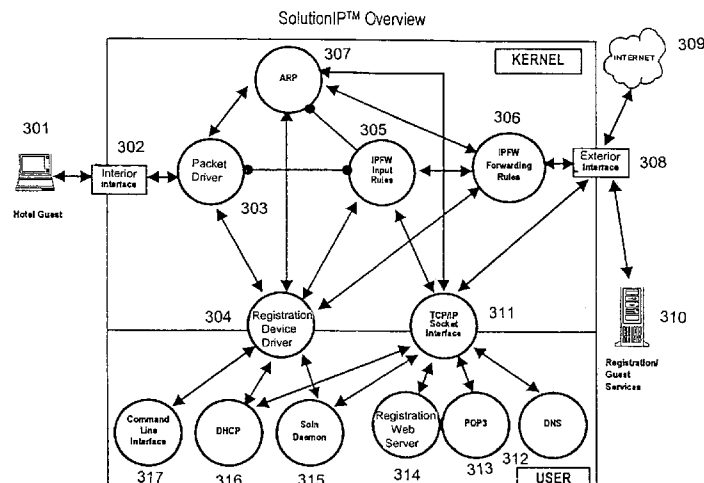 SolutionIP™ Overview
307
KERNEL
INTERNET
309
ARP
301
302
305
306
Interior
Interface
Packet
Driver
IPFW
Input
Rules
IPFW
Forwarding
Rules
Exterior
Interface
308
Hotel Guest
303
304
Registration
Device
Driver
TCP/IP
Socket
Interface
311
310
Registration/
Guest
Services
Command
Line
Interface
DHCP
Soln
Daemon
Registration
Web
Server
POP3
DNS
317
316
315
314
313
312
USER